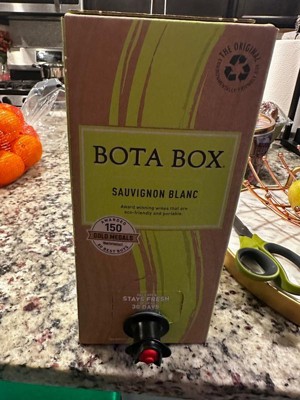 THE ORIGINAL
BOTA BOX
SAUVIGNON BLANC
Award-winning wines that are
eco-friendly and portable
AWARDED
150
GOLD MEDALS
STAYS FRESH
30 DAYS